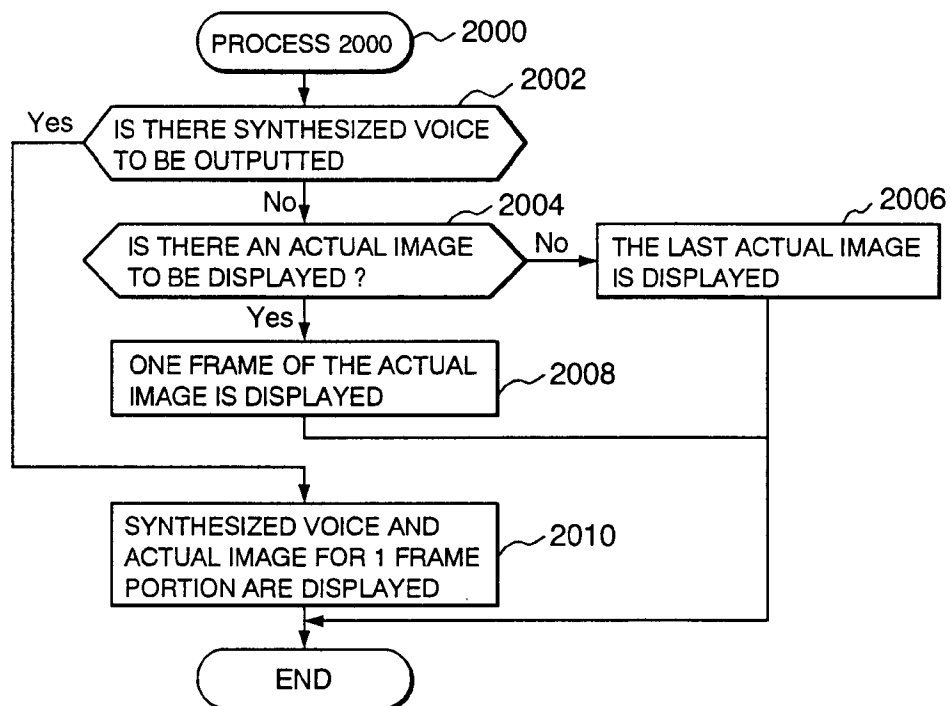 PROCESS 2000
2000
2002
Yes
IS THERE SYNTHESIZED VOICE
TO BE OUTPUTTED
No
2004
2006
IS THERE AN ACTUAL IMAGE
TO BE DISPLAYED ?
No
THE LAST ACTUAL IMAGE
IS DISPLAYED
Yes
ONE FRAME OF THE ACTUAL
IMAGE IS DISPLAYED
2008
SYNTHESIZED VOICE AND
ACTUAL IMAGE FOR 1 FRAME
PORTION ARE DISPLAYED
2010
END